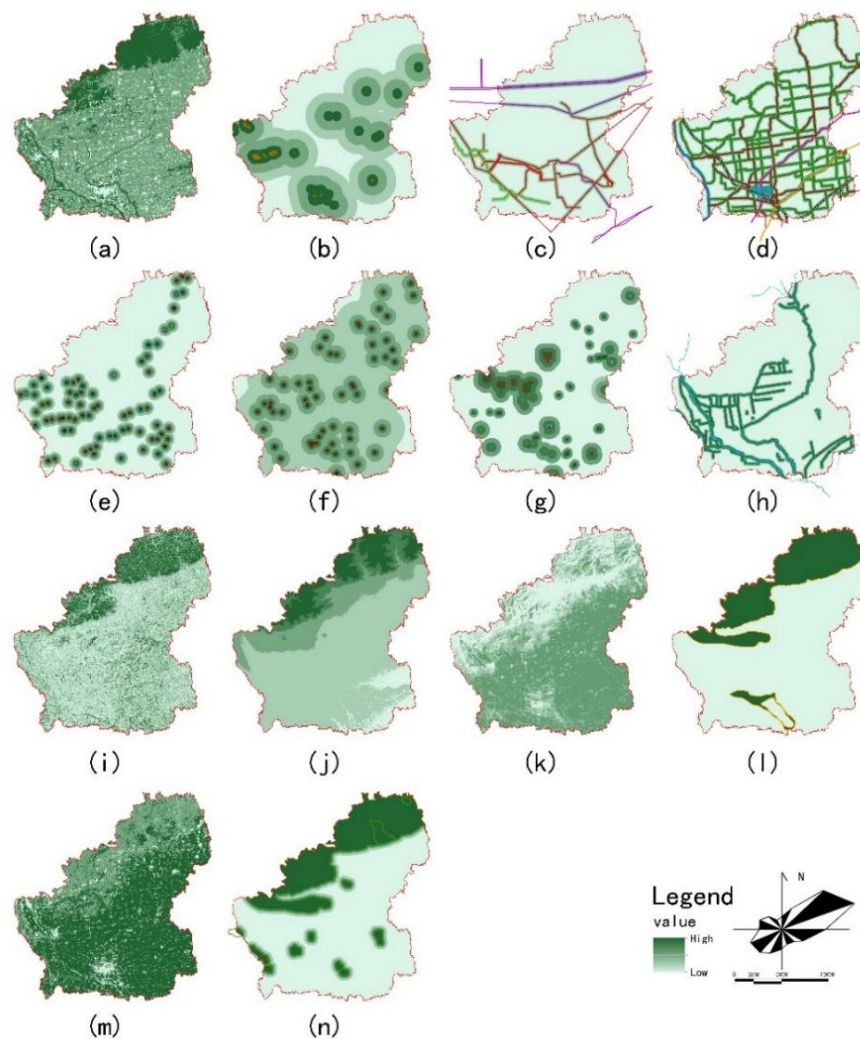 (a) (b) (c) (d)
(e) (f) (g) (h)
(i) (j) (k) (l)
(m) (n)
N
Legend
value
High
Low